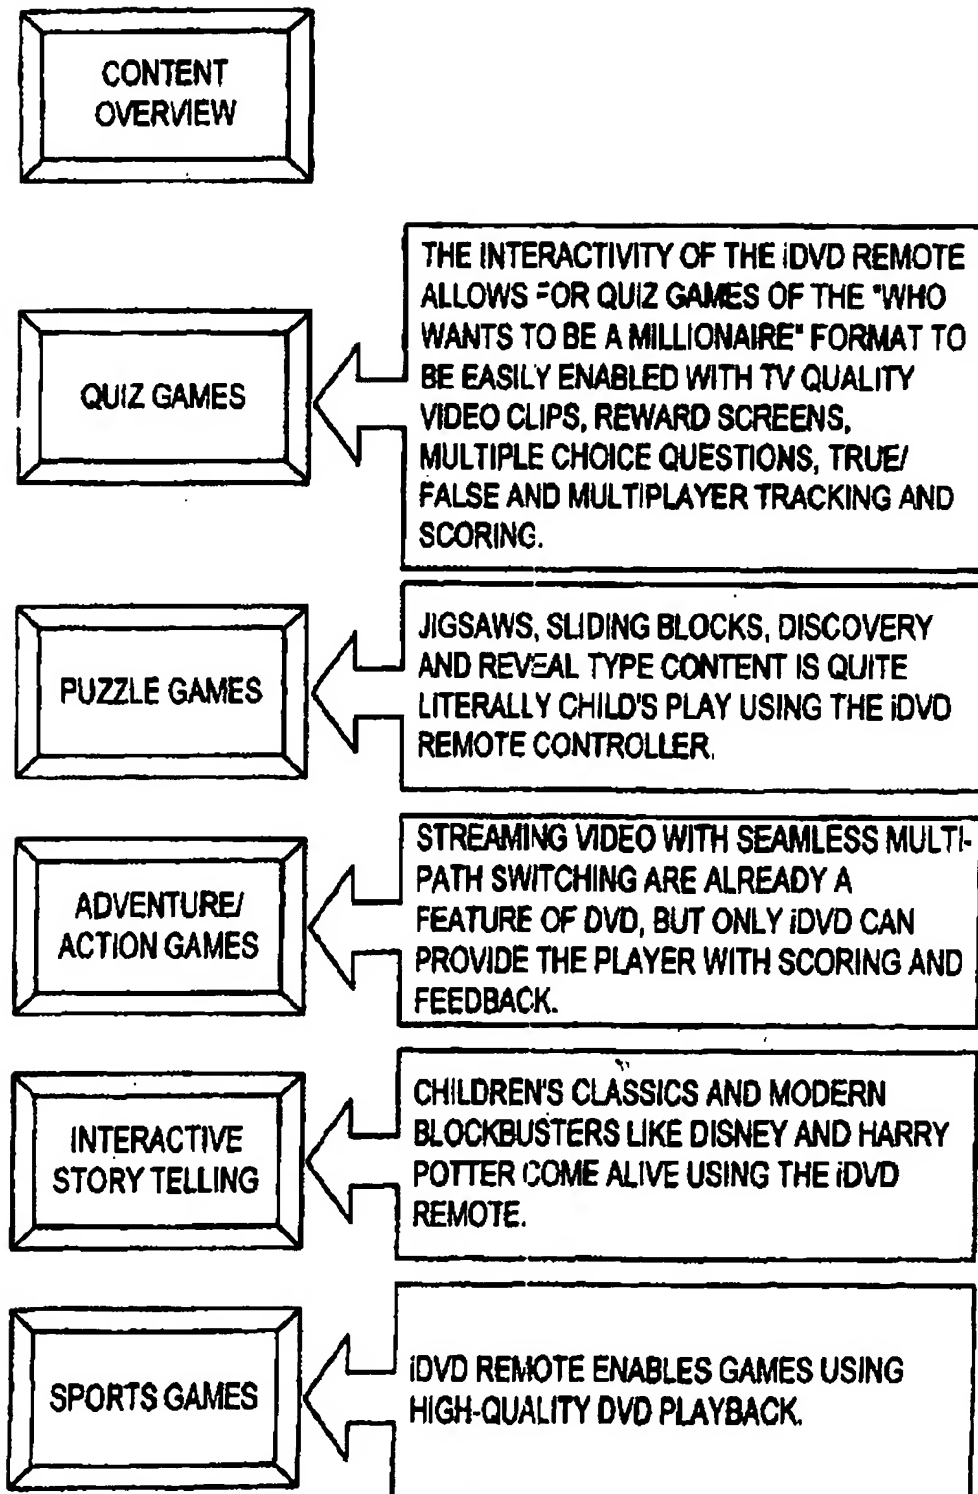 CONTENT
OVERVIEW
QUIZ GAMES
THE INTERACTIVITY OF THE iDVD REMOTE
ALLOWS FOR QUIZ GAMES OF THE "WHO
WANTS TO BE A MILLIONAIRE" FORMAT TO
BE EASILY ENABLED WITH TV QUALITY
VIDEO CLIPS, REWARD SCREENS,
MULTIPLE CHOICE QUESTIONS, TRUE/
FALSE AND MULTIPLAYER TRACKING AND
SCORING.
PUZZLE GAMES
JIGSAWS, SLIDING BLOCKS, DISCOVERY
AND REVEAL TYPE CONTENT IS QUITE
LITERALLY CHILD'S PLAY USING THE iDVD
REMOTE CONTROLLER.
ADVENTURE/
ACTION GAMES
STREAMING VIDEO WITH SEAMLESS MULTI-
PATH SWITCHING ARE ALREADY A
FEATURE OF DVD, BUT ONLY iDVD CAN
PROVIDE THE PLAYER WITH SCORING AND
FEEDBACK.
INTERACTIVE
STORY TELLING
CHILDREN'S CLASSICS AND MODERN
BLOCKBUSTERS LIKE DISNEY AND HARRY
POTTER COME ALIVE USING THE iDVD
REMOTE.
SPORTS GAMES
iDVD REMOTE ENABLES GAMES USING
HIGH-QUALITY DVD PLAYBACK.